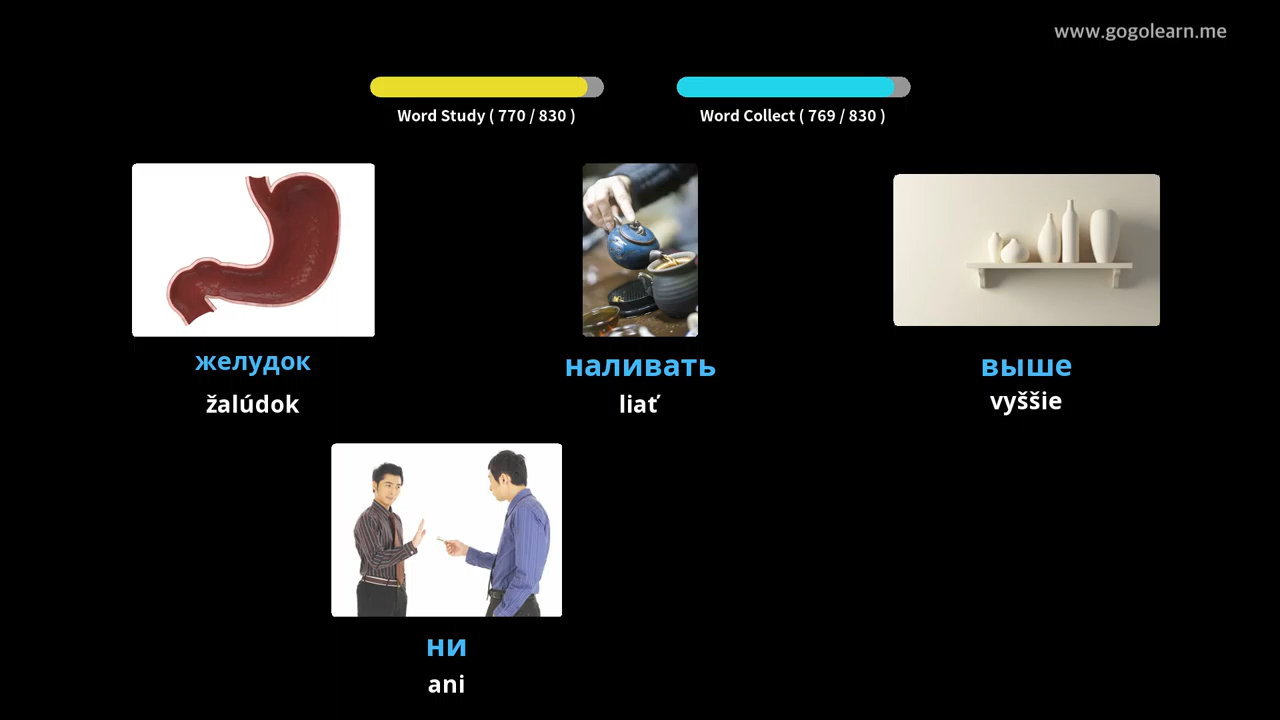 www.gogolearn.me
Word Study ( 770 / 830 )
Word Collect ( 769 / 830 )
желудок
žalúdok
наливать
liať
выше
vyššie
ни
ani